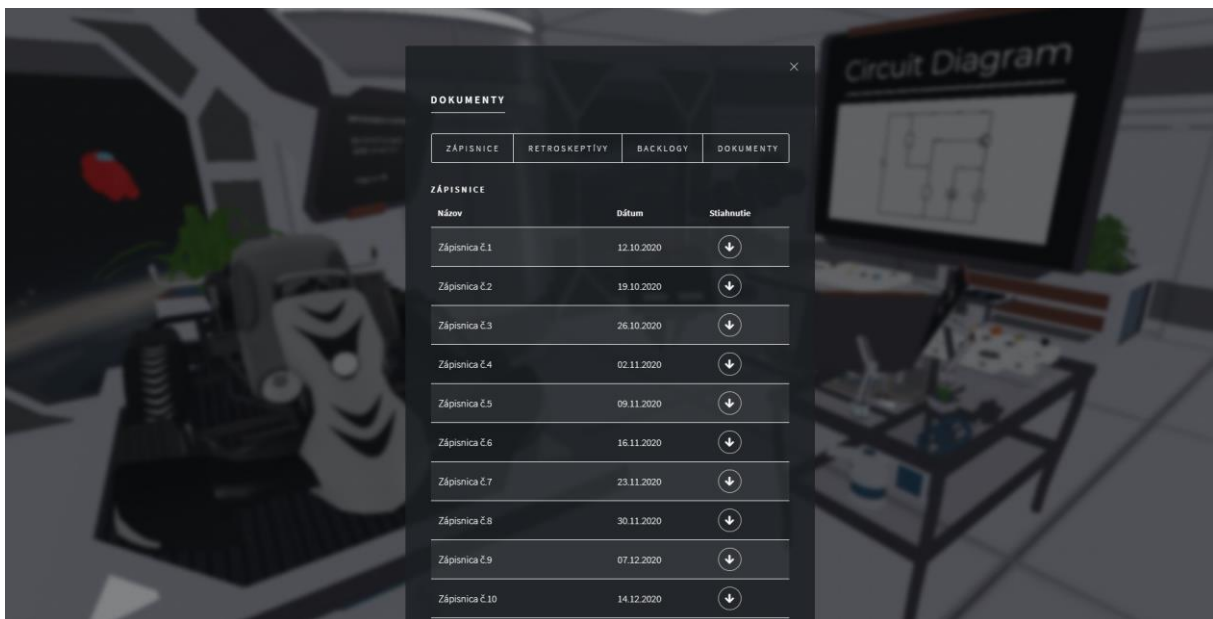 Circuit Diagram
×
DOKUMENTY
ZÁPISNICE RETROSKEPTÍVY BACKLOGY DOKUMENTY
ZÁPISNICE
Názov Dátum Stiahnutie
Zápisnica č.1 12.10.2020
Zápisnica č.2 19.10.2020
Zápisnica č.3 26.10.2020
Zápisnica č.4 02.11.2020
Zápisnica č.5 09.11.2020
Zápisnica č.6 16.11.2020
Zápisnica č.7 23.11.2020
Zápisnica č.8 30.11.2020
Zápisnica č.9 07.12.2020
Zápisnica č.10 14.12.2020